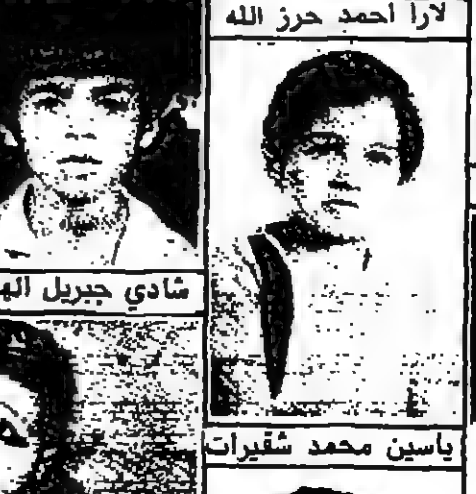 لارا احمد حرز الله
شادي جبريل
ياسين محمد شقيرات